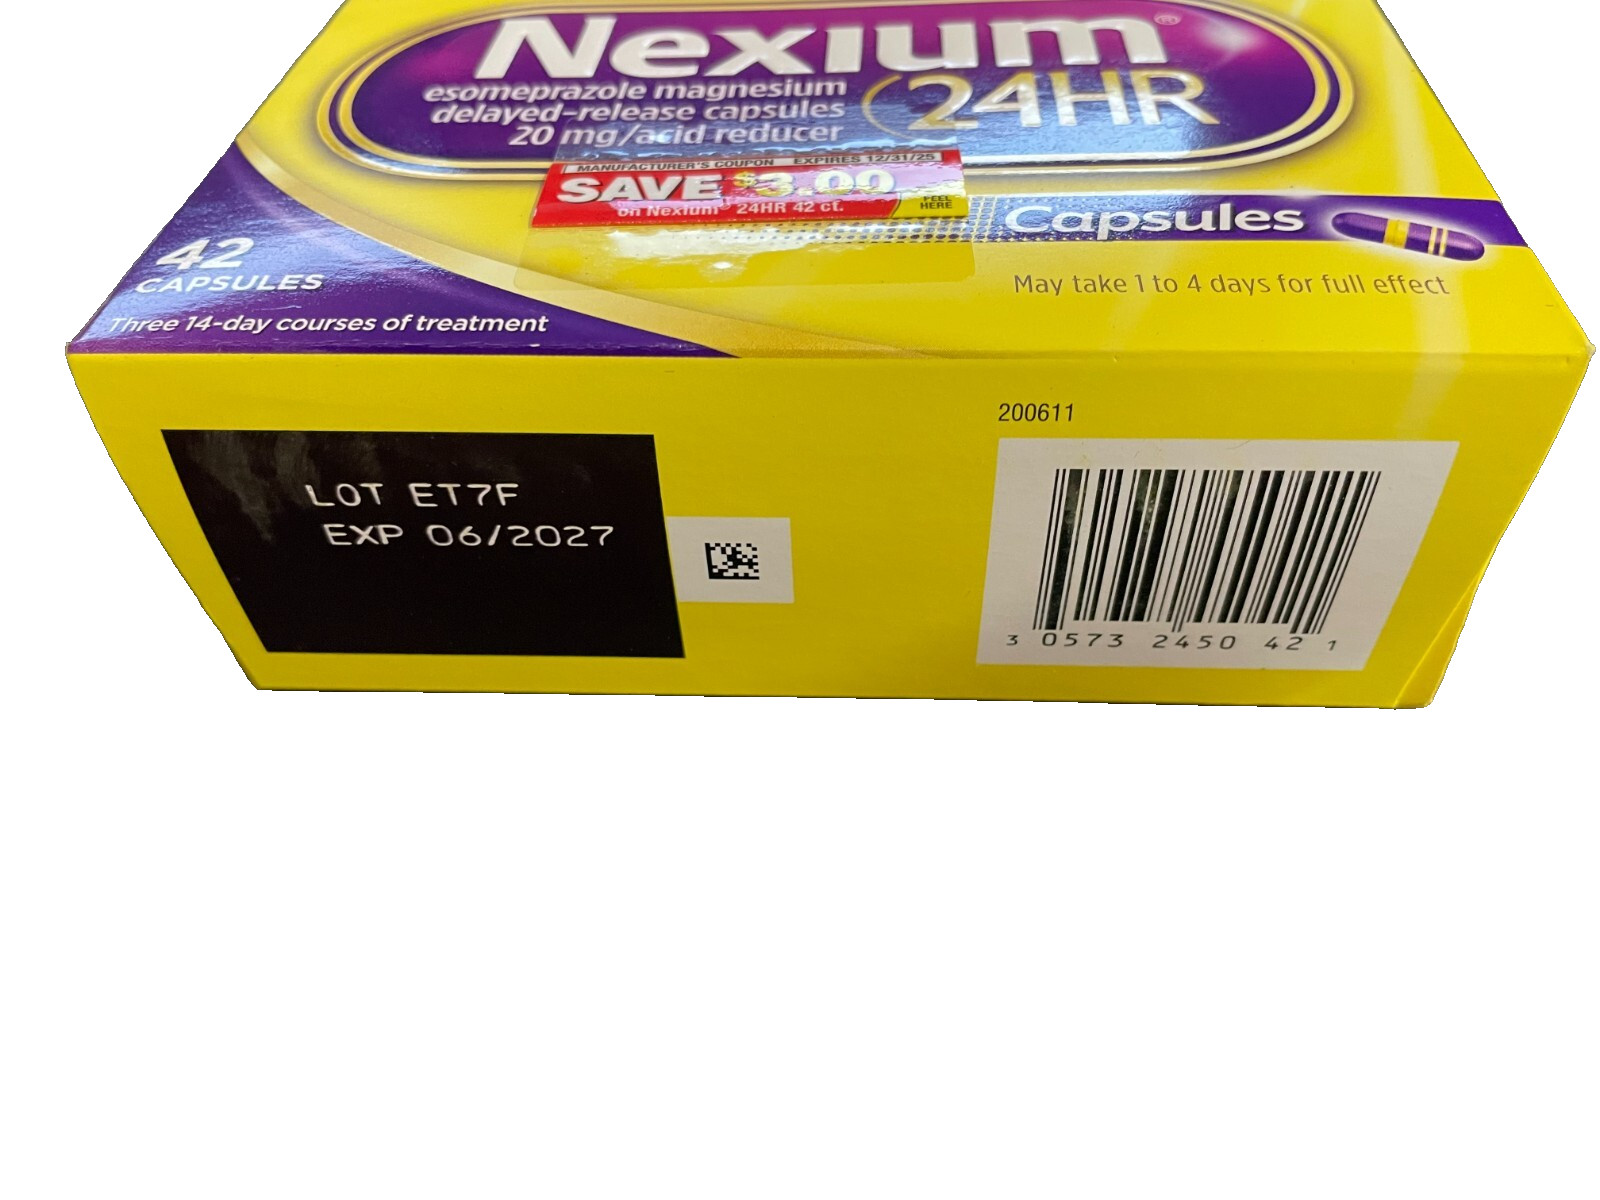 Nexium®
esomeprazole magnesium
delayed-release capsules
20 mg/acid reducer
24HR
MANUFACTURER'S COUPON EXPIRES 12/31/25
SAVE $3.00
on Nexium® 24HR 42 ct.
PEEL
HERE
Capsules
May take 1 to 4 days for full effect
42
CAPSULES
Three 14-day courses of treatment
200611
LOT ET7F
EXP 06/2027
3 0573 2450 42 1